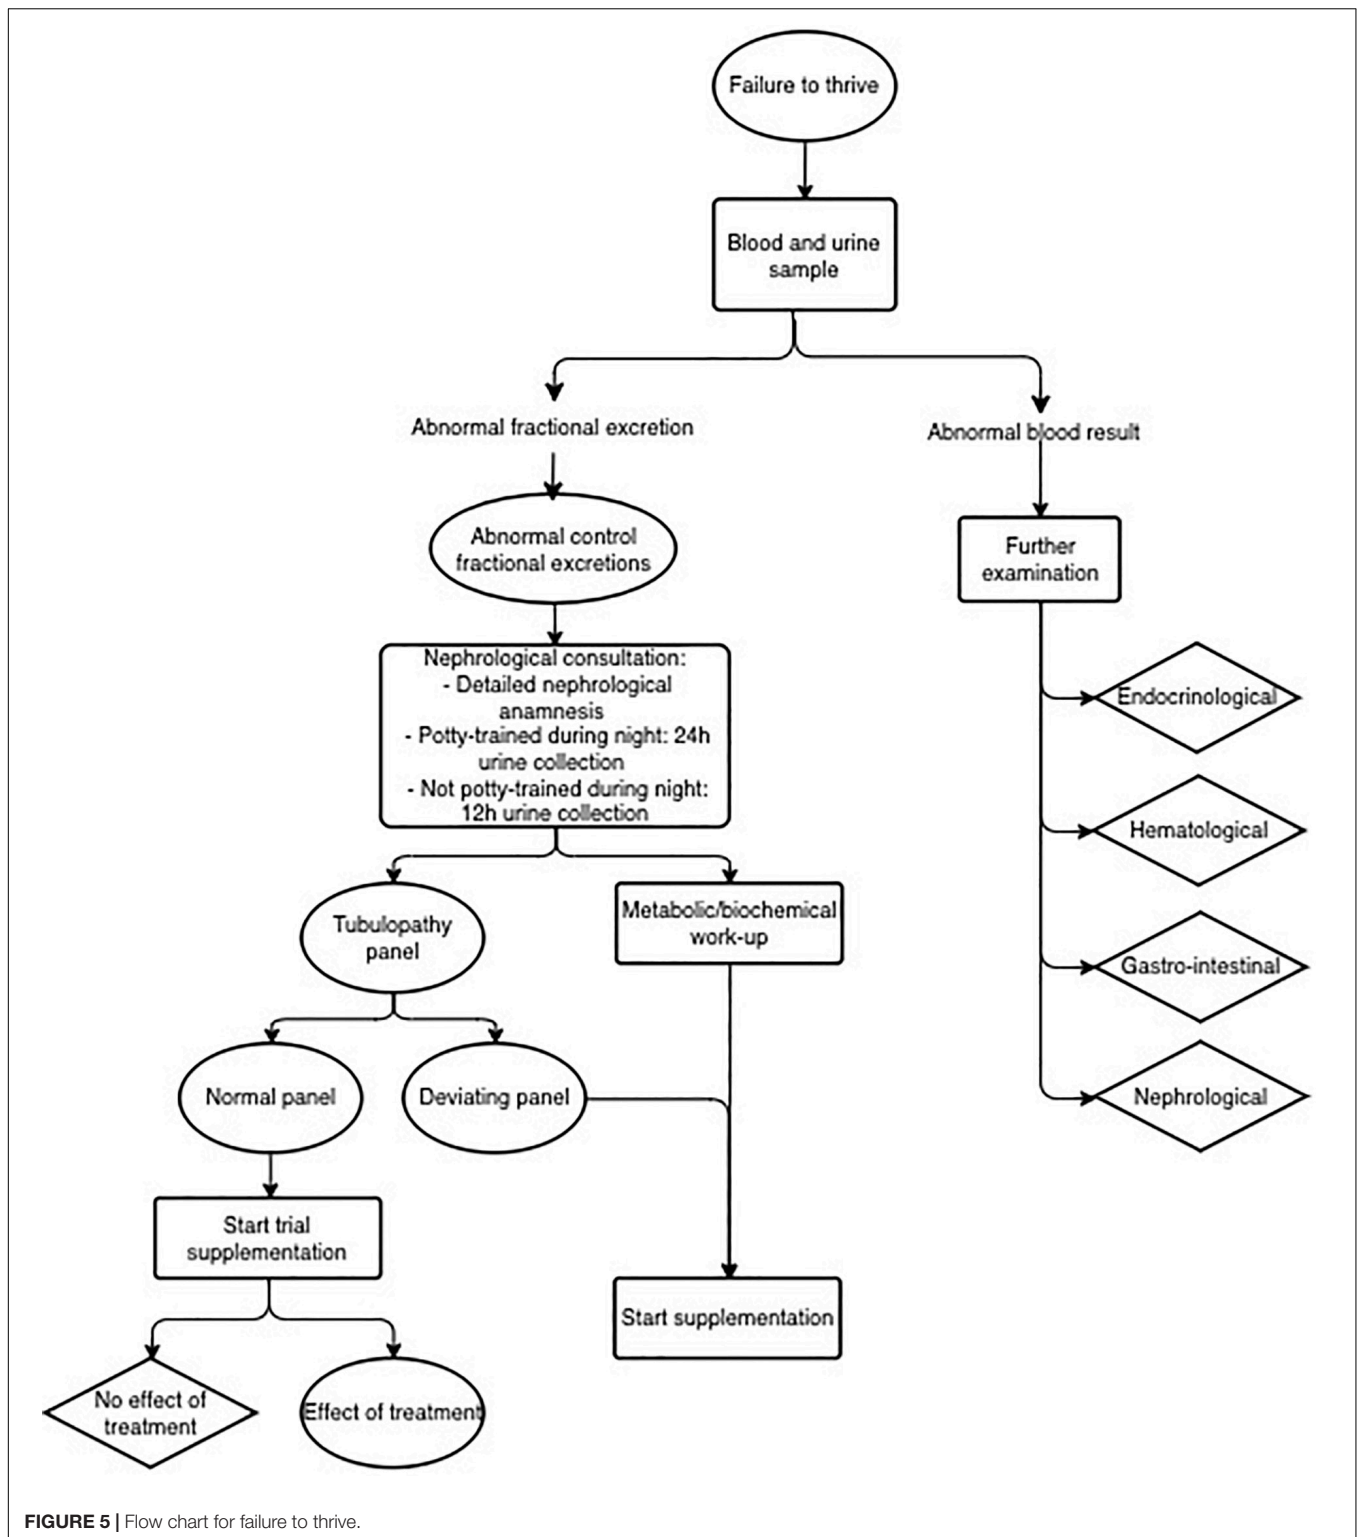 Failure to thrive
Blood and urine
sample
Abnormal fractional excretion
Abnormal blood result
Abnormal control
fractional excretions
Further
examination
Nephrological consultation:
- Detailed nephrological
anamnesis
- Potty-trained during night: 24h
urine collection
- Not potty-trained during night:
12h urine collection
Endocrinological
Hematological
Gastro-intestinal
Nephrological
Tubulopathy
panel
Metabolic/biochemical
work-up
Normal panel
Deviating panel
Start trial
supplementation
Start supplementation
No effect of
treatment
Effect of treatment
FIGURE 5 | Flow chart for failure to thrive.